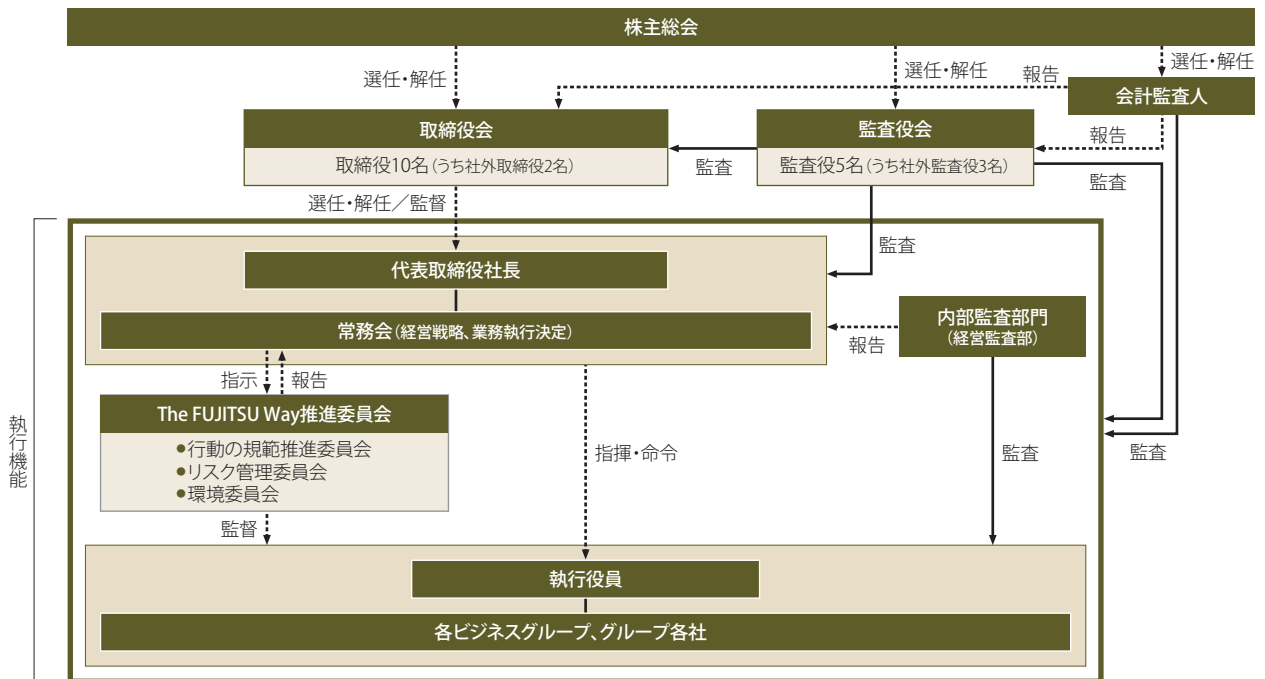 株主総会
選任・解任
選任・解任
報告
選任・解任
会計監査人
取締役会
取締役10名(うち社外取締役2名)
監査
監査役会
監査役5名(うち社外監査役3名)
報告
監査
選任・解任／監督
監査
代表取締役社長
常務会(経営戦略、業務執行決定)
報告
内部監査部門
(経営監査部)
指示
報告
執行機能
The FUJITSU Way推進委員会
●行動の規範推進委員会
●リスク管理委員会
●環境委員会
指揮・命令
監査
監査
監督
執行役員
各ビジネスグループ、グループ各社